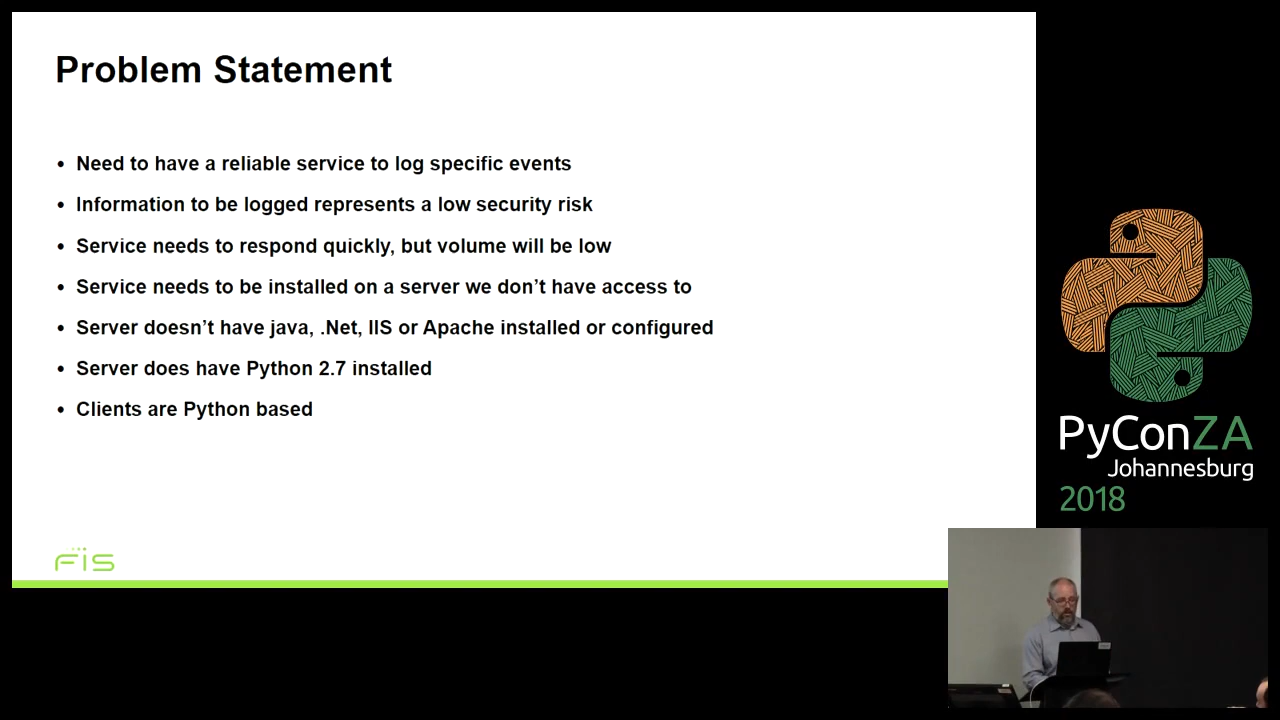 Problem Statement
• Need to have a reliable service to log specific events
• Information to be logged represents a low security risk
• Service needs to respond quickly, but volume will be low
• Service needs to be installed on a server we don’t have access to
• Server doesn’t have java, .Net, IIS or Apache installed or configured
• Server does have Python 2.7 installed
• Clients are Python based
FIS
PyConZA
Johannesburg
2018